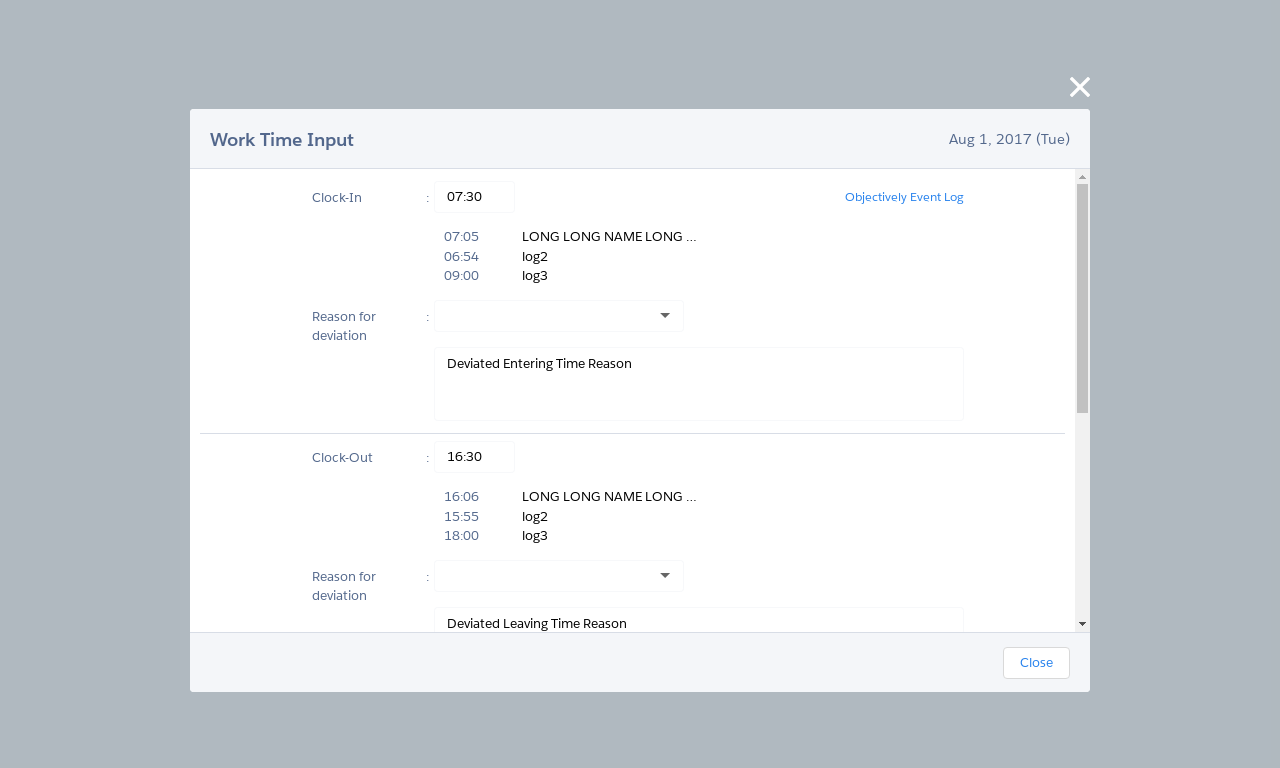 Work Time Input
Aug 1, 2017 (Tue)
Clock-In : 07:30
Objectively Event Log
07:05 LONG LONG NAME LONG ...
06:54 log2
09:00 log3
Reason for deviation :
Deviated Entering Time Reason
Clock-Out : 16:30
16:06 LONG LONG NAME LONG ...
15:55 log2
18:00 log3
Reason for deviation :
Deviated Leaving Time Reason
Close